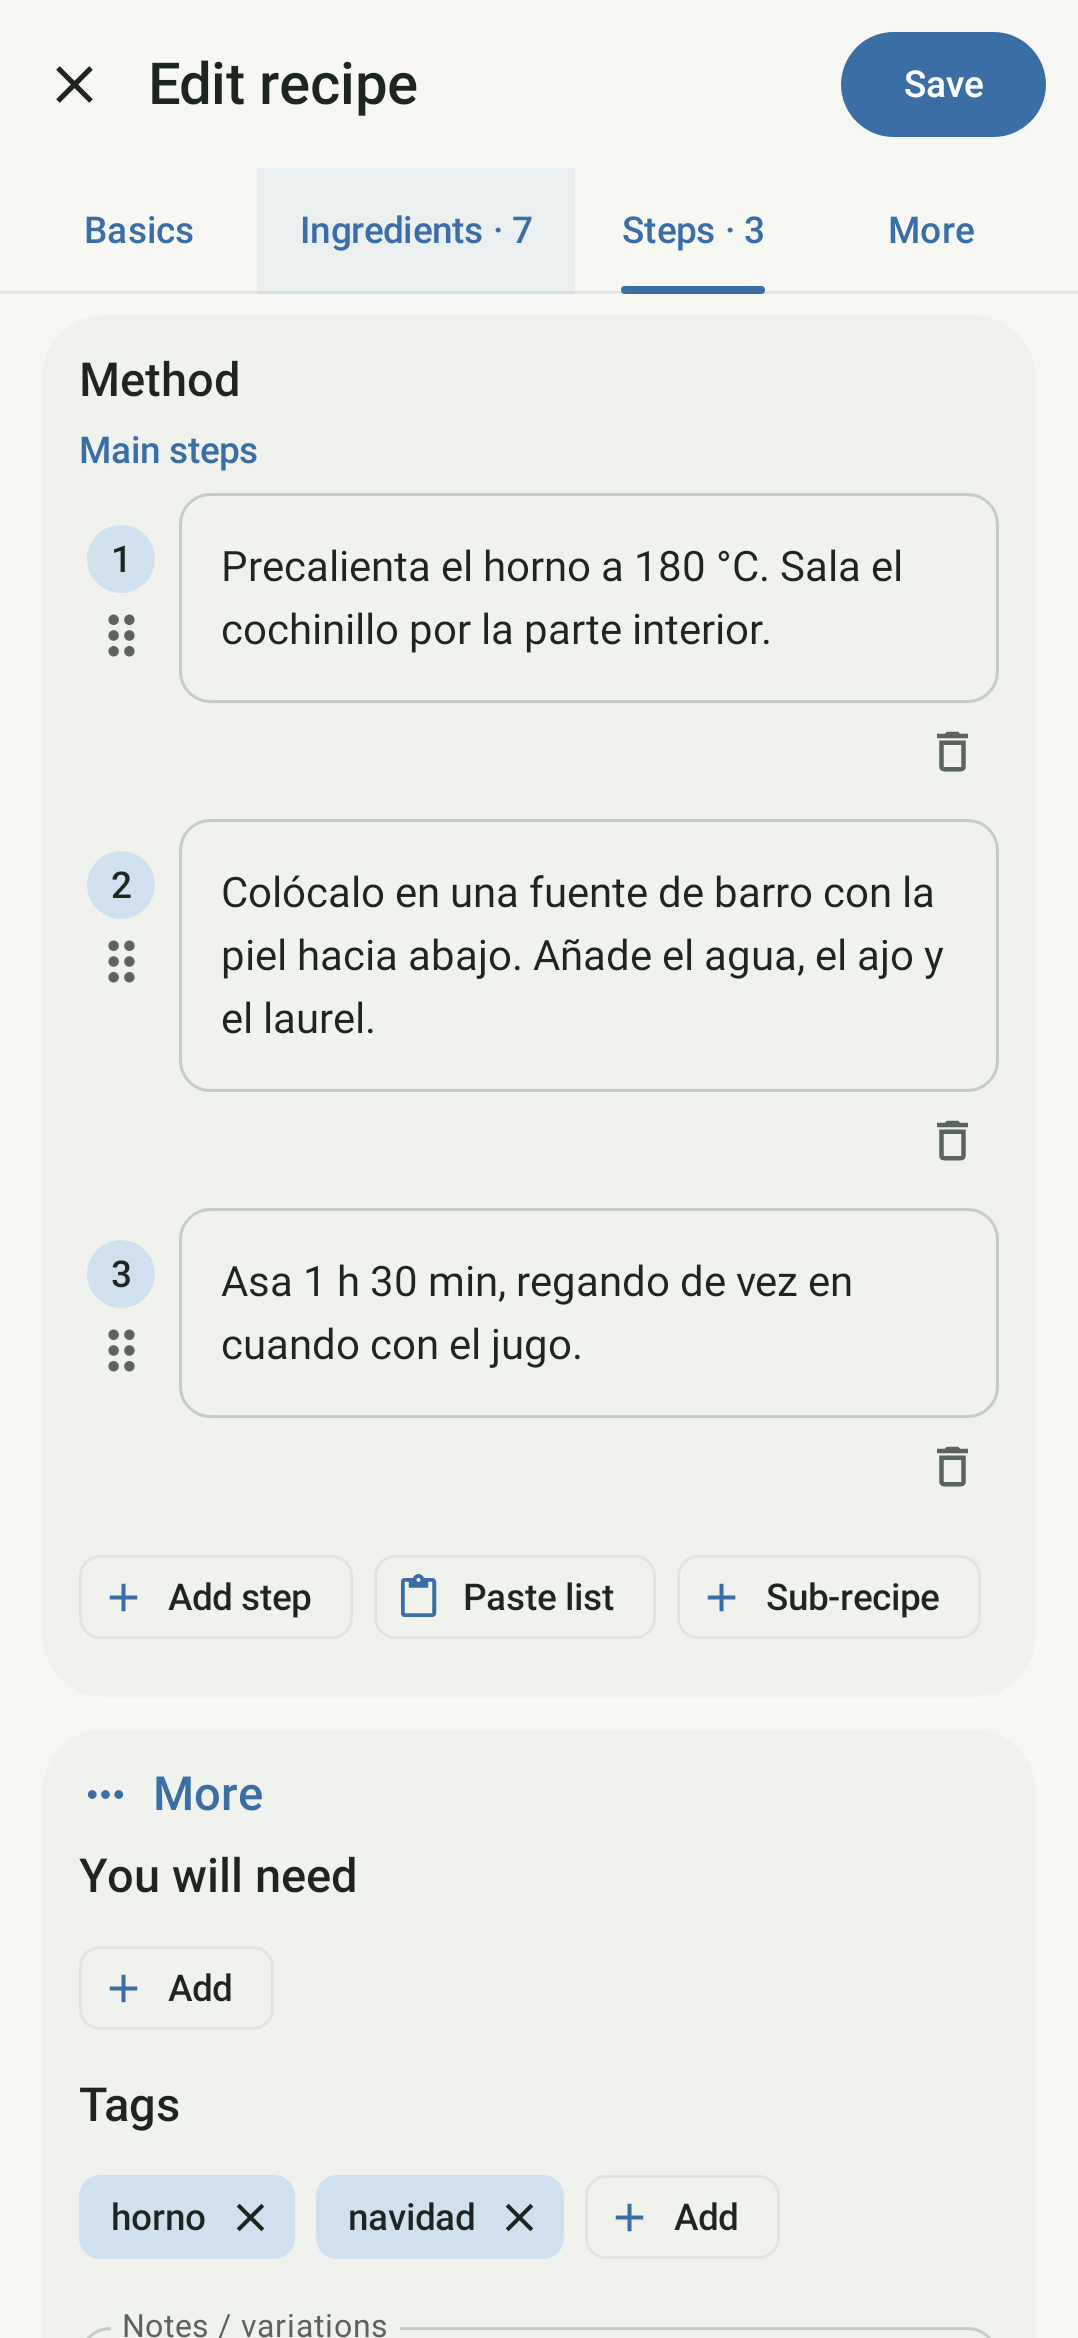 Edit recipe
Save
Basics
Ingredients · 7
Steps · 3
More
Method
Main steps
1
Precalienta el horno a 180 °C. Sala el
cochinillo por la parte interior.
2
Colócalo en una fuente de barro con la
piel hacia abajo. Añade el agua, el ajo y
el laurel.
3
Asa 1 h 30 min, regando de vez en
cuando con el jugo.
Add step
Paste list
Sub-recipe
More
You will need
Add
Tags
horno
navidad
Add
Notes / variations